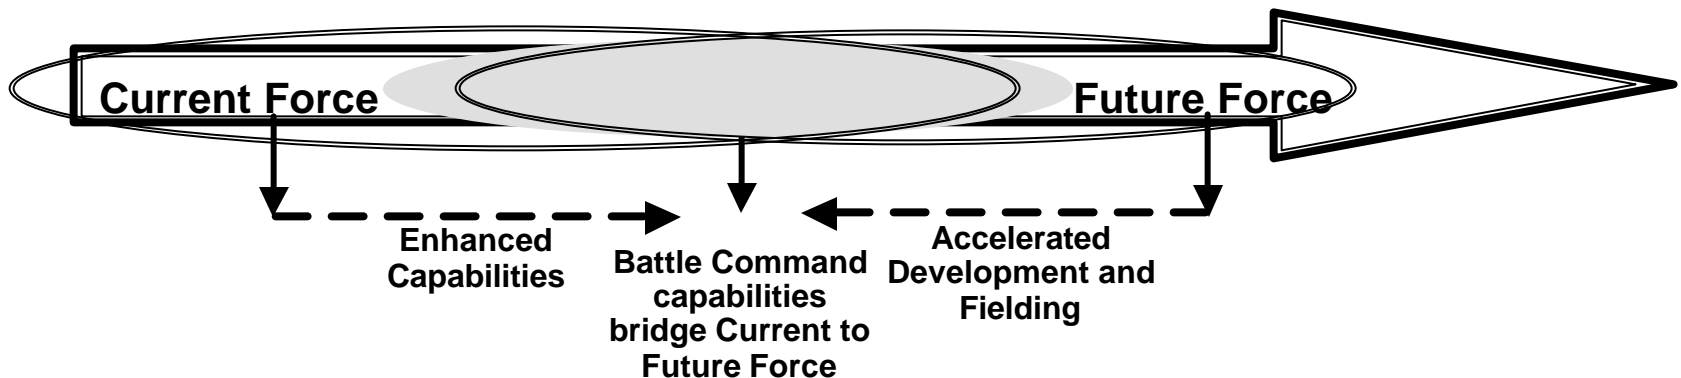 Current Force
Future Force
Enhanced
Capabilities
Battle Command
capabilities
bridge Current to
Future Force
Accelerated
Development and
Fielding